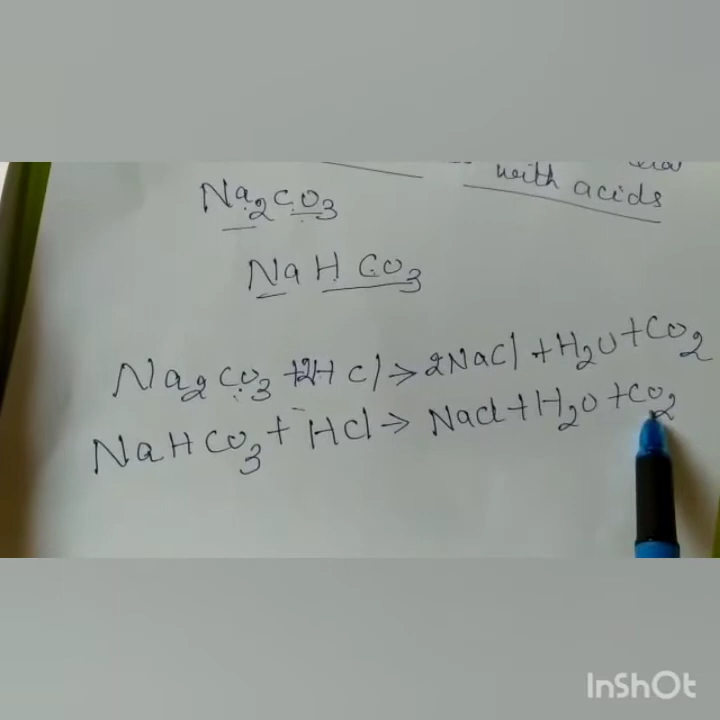 with acids
Na2CO3
NaHCO3
Na2CO3+2HCl→2NaCl+H2O+CO2
NaHCO3+HCl→NaCl+H2O+CO2
InShOt